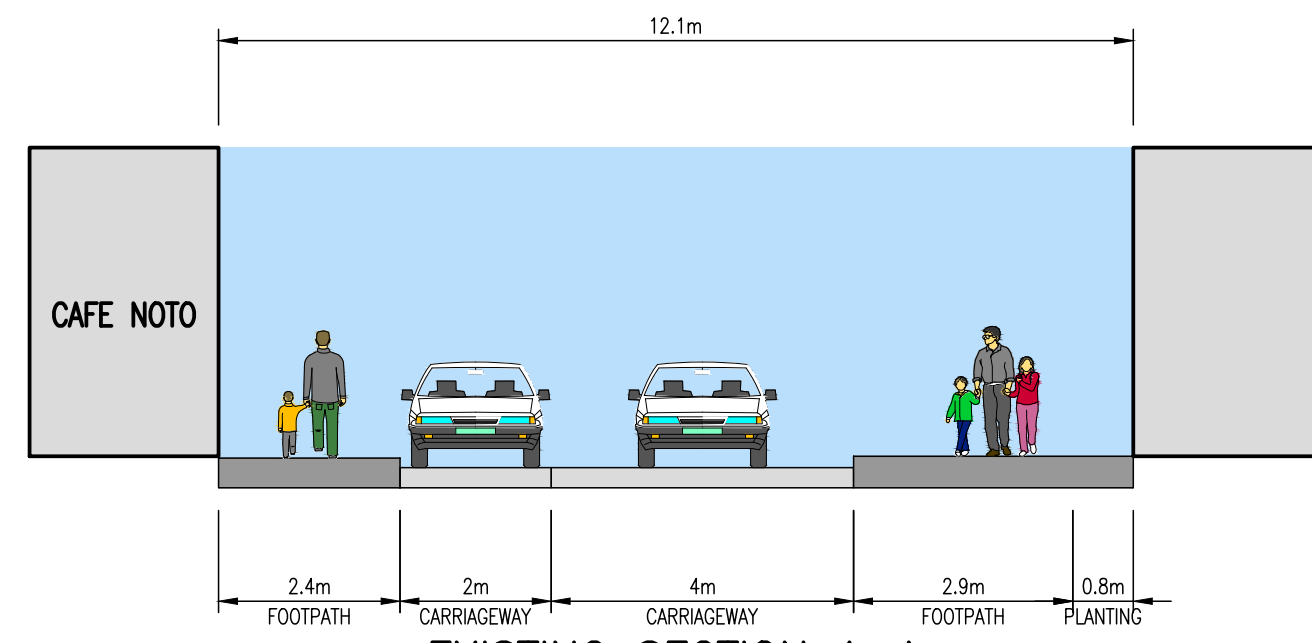 12.1m
CAFE NOTO
2.4m 2m 4m 2.9m 0.8m
FOOTPATH CARRIAGEWAY CARRIAGEWAY FOOTPATH PLANTING